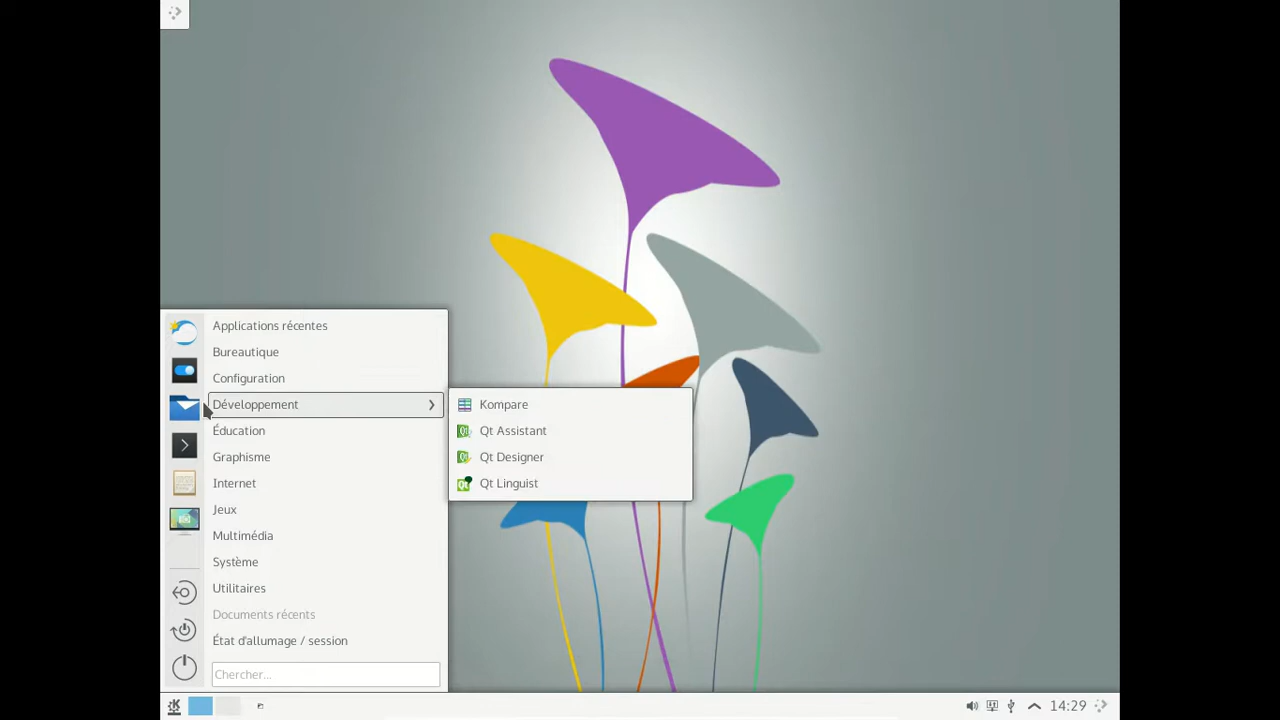 Applications récentes
Bureautique
Configuration
Développement
Éducation
Graphisme
Internet
Jeux
Multimédia
Système
Utilitaires
Documents récents
État d'allumage / session
Chercher...
Kompare
Qt Assistant
Qt Designer
Qt Linguist
14:29